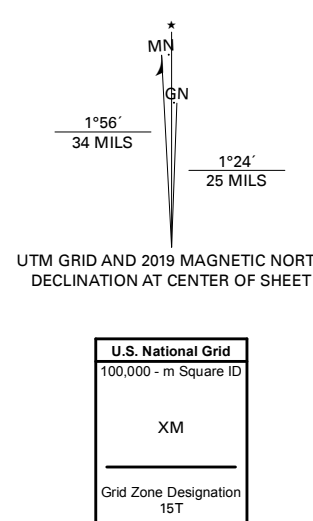 ★
MN
GN
1°56´
34 MILS
1°24´
25 MILS
UTM GRID AND 2019 MAGNETIC NORT
DECLINATION AT CENTER OF SHEET
U.S. National Grid
100,000 - m Square ID
XM
Grid Zone Designation
15T